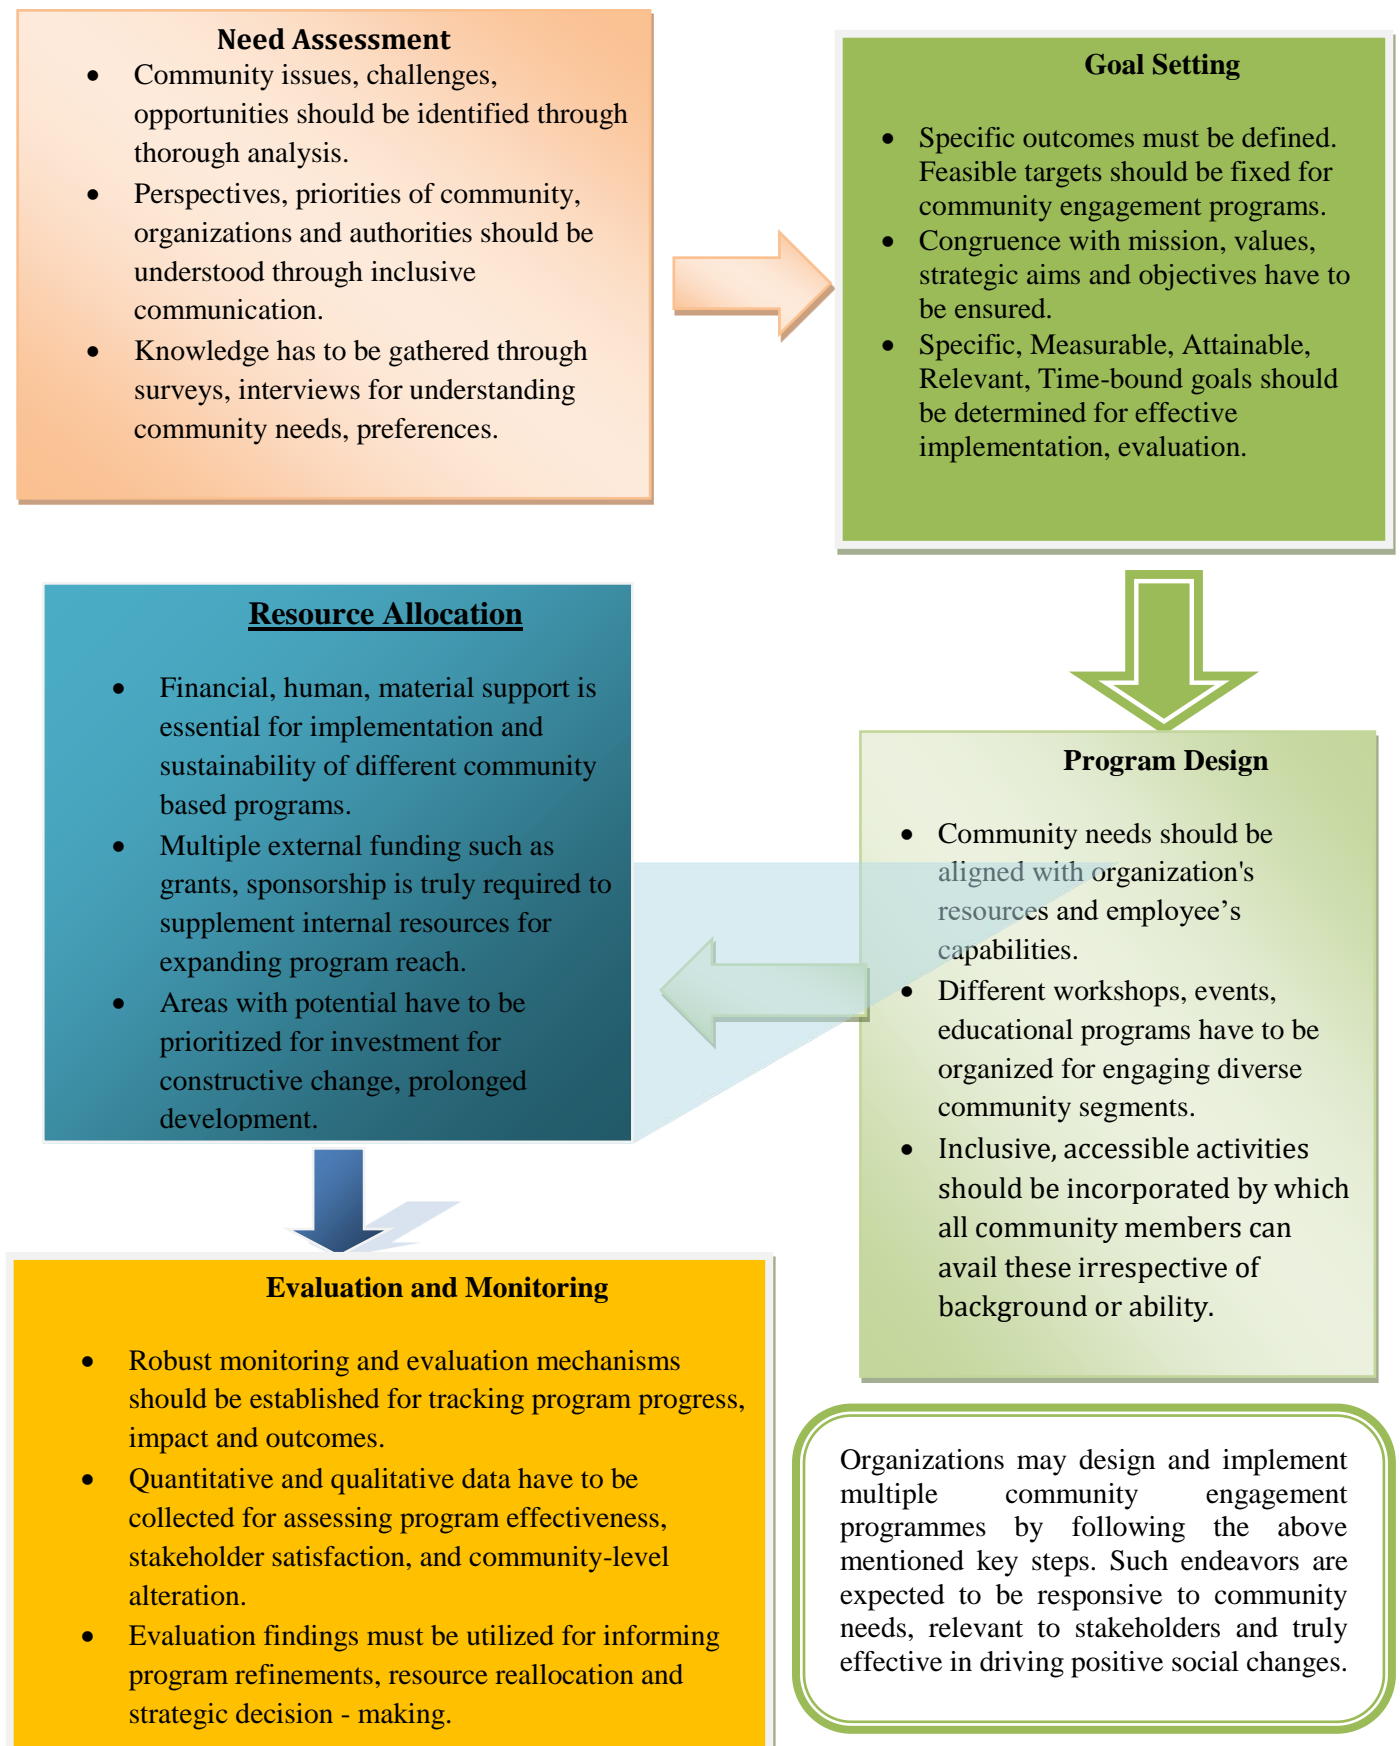 Need Assessment
• Community issues, challenges,
opportunities should be identified through
thorough analysis.
• Perspectives, priorities of community,
organizations and authorities should be
understood through inclusive
communication.
• Knowledge has to be gathered through
surveys, interviews for understanding
community needs, preferences.
Goal Setting
• Specific outcomes must be defined.
Feasible targets should be fixed for
community engagement programs.
• Congruence with mission, values,
strategic aims and objectives have to
be ensured.
• Specific, Measurable, Attainable,
Relevant, Time-bound goals should
be determined for effective
implementation, evaluation.
Program Design
• Community needs should be
aligned with organization's
resources and employee’s
capabilities.
• Different workshops, events,
educational programs have to be
organized for engaging diverse
community segments.
• Inclusive, accessible activities
should be incorporated by which
all community members can
avail these irrespective of
background or ability.
Resource Allocation
• Financial, human, material support is
essential for implementation and
sustainability of different community
based programs.
• Multiple external funding such as
grants, sponsorship is truly required to
supplement internal resources for
expanding program reach.
• Areas with potential have to be
prioritized for investment for
constructive change, prolonged
development.
Evaluation and Monitoring
• Robust monitoring and evaluation mechanisms
should be established for tracking program progress,
impact and outcomes.
• Quantitative and qualitative data have to be
collected for assessing program effectiveness,
stakeholder satisfaction, and community-level
alteration.
• Evaluation findings must be utilized for informing
program refinements, resource reallocation and
strategic decision - making.
Organizations may design and implement
multiple community engagement
programmes by following the above
mentioned key steps. Such endeavors are
expected to be responsive to community
needs, relevant to stakeholders and truly
effective in driving positive social changes.